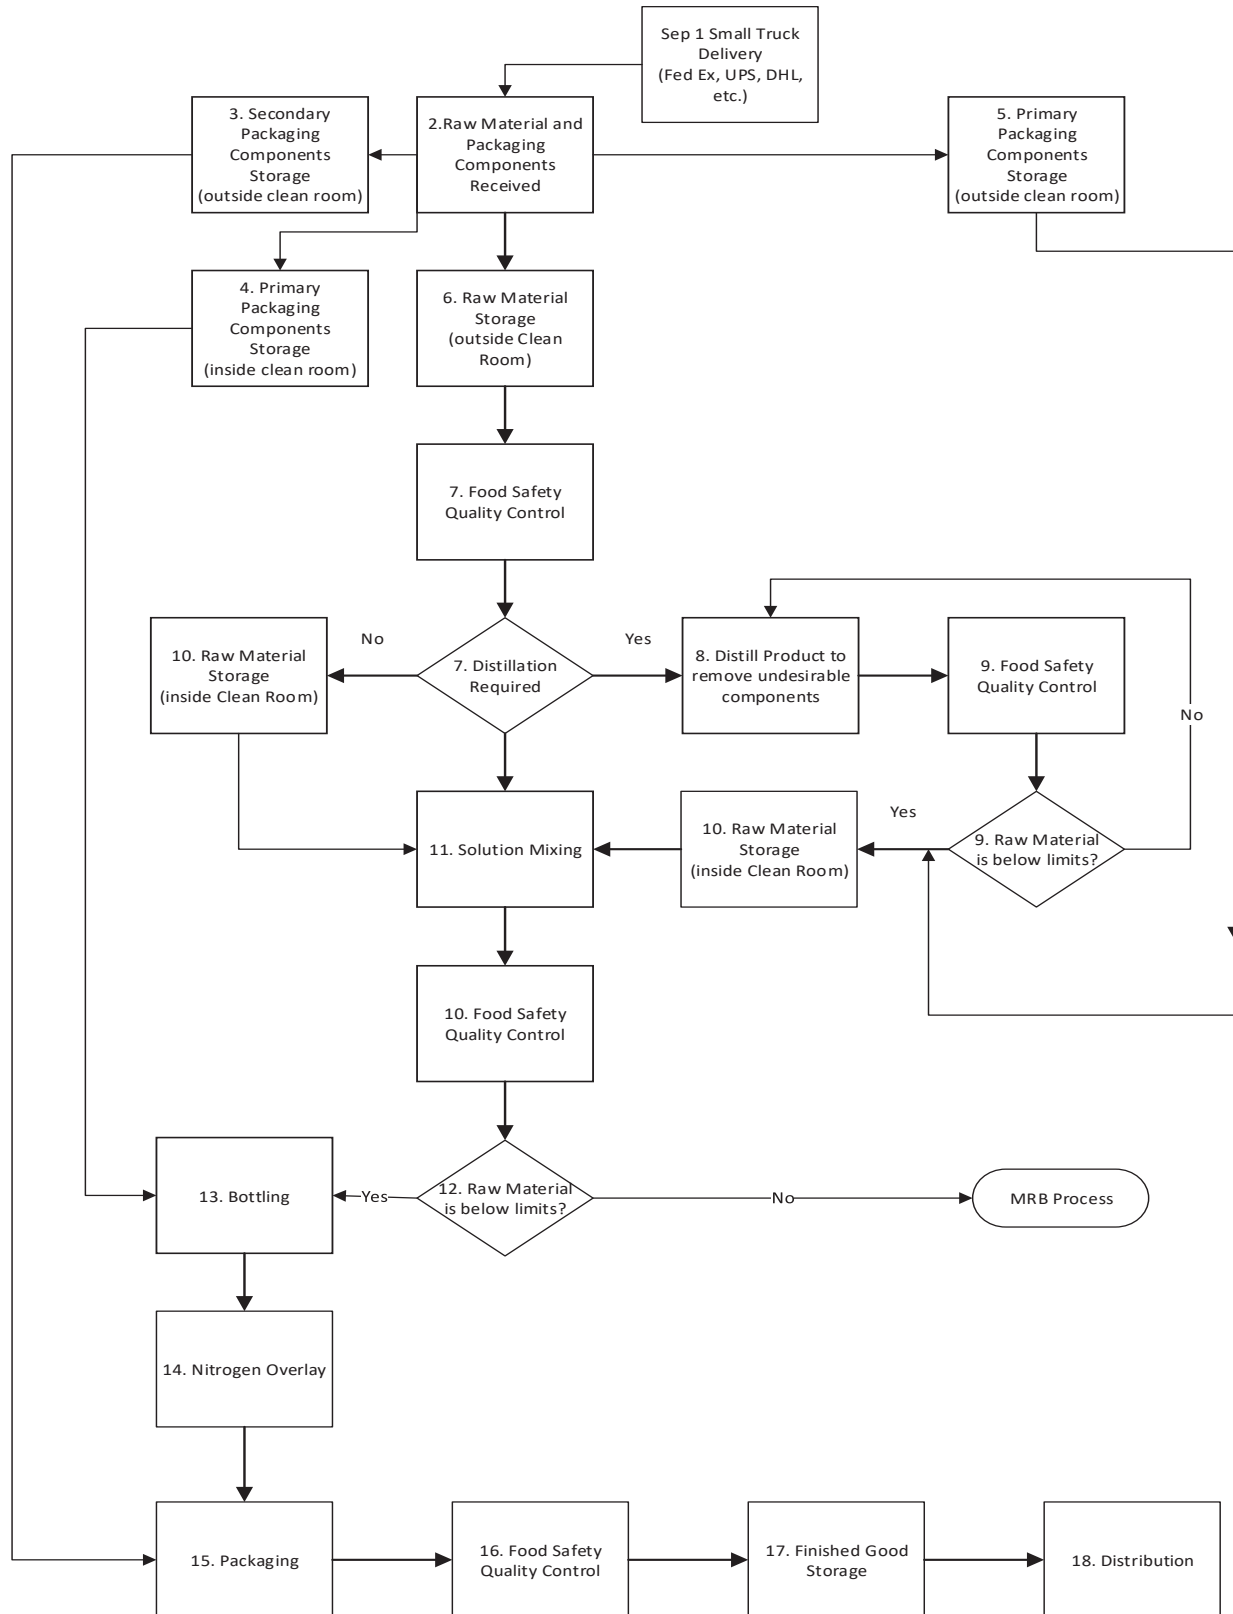 Sep 1 Small Truck
Delivery
(Fed Ex, UPS, DHL,
etc.)
3. Secondary
Packaging
Components
Storage
(outside clean room)
2.Raw Material and
Packaging
Components
Received
5. Primary
Packaging
Components
Storage
(outside clean room)
4. Primary
Packaging
Components
Storage
(inside clean room)
6. Raw Material
Storage
(outside Clean
Room)
7. Food Safety
Quality Control
No
Yes
10. Raw Material
Storage
(inside Clean Room)
7. Distillation
Required
8. Distill Product to
remove undesirable
components
9. Food Safety
Quality Control
No
11. Solution Mixing
10. Raw Material
Storage
(inside Clean Room)
Yes
9. Raw Material
is below limits?
10. Food Safety
Quality Control
13. Bottling
Yes
12. Raw Material
is below limits?
No
MRB Process
14. Nitrogen Overlay
15. Packaging
16. Food Safety
Quality Control
17. Finished Good
Storage
18. Distribution